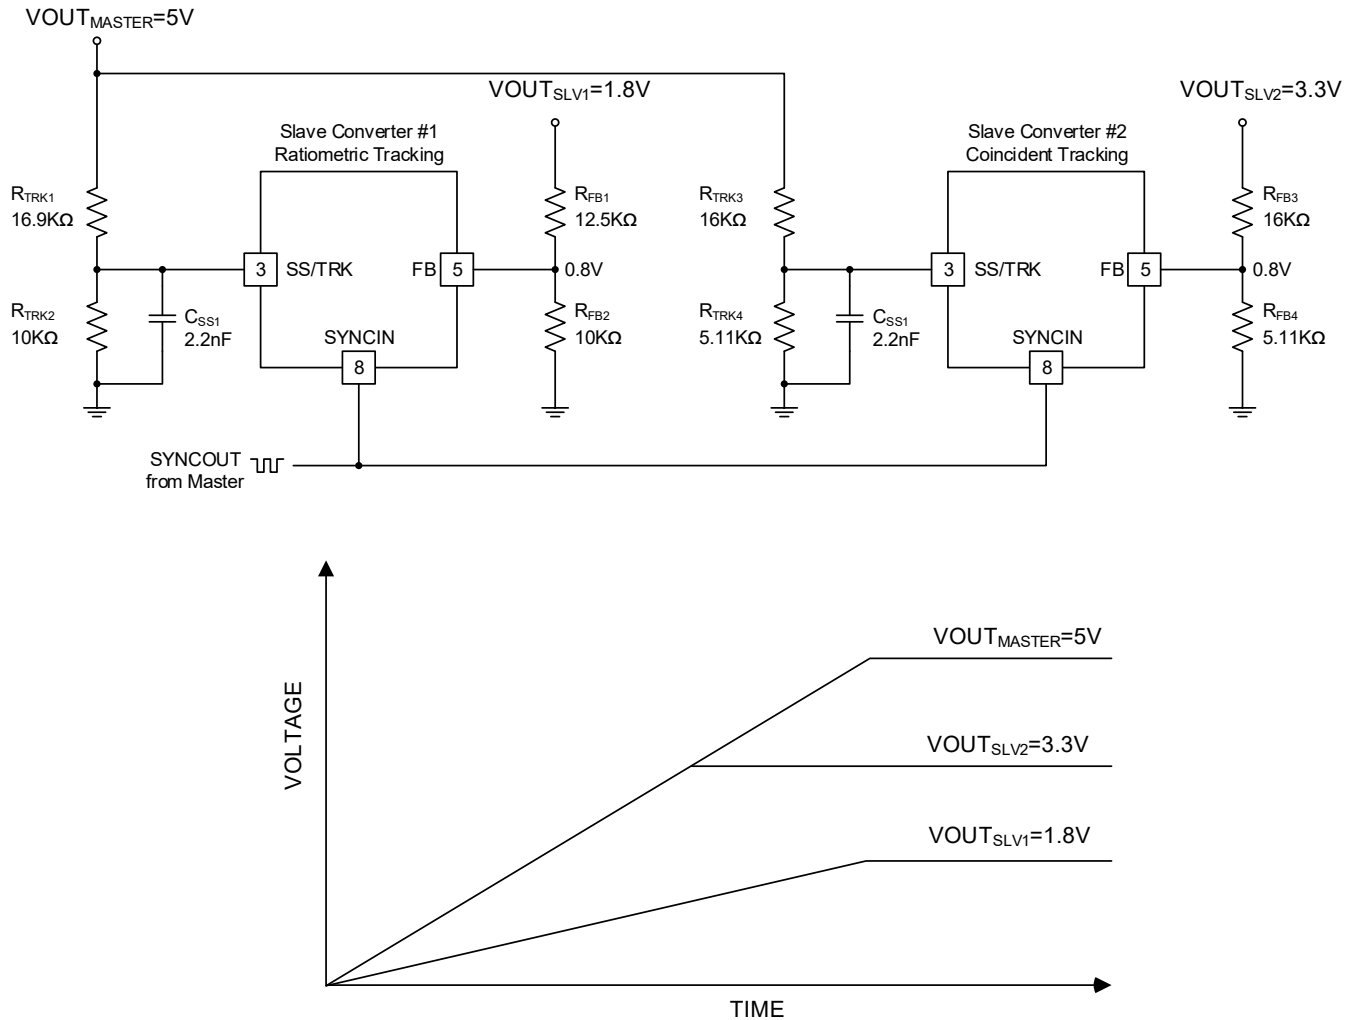 VOUTMASTER=5V
VOUTSLV1=1.8V
VOUTSLV2=3.3V
Slave Converter #1
Ratiometric Tracking
Slave Converter #2
Coincident Tracking
RTRK1
16.9KΩ
RFB1
12.5KΩ
RTRK3
16KΩ
RFB3
16KΩ
3
SS/TRK
FB
5
0.8V
3
SS/TRK
FB
5
0.8V
RTRK2
10KΩ
CSS1
2.2nF
SYNCIN
8
RFB2
10KΩ
RTRK4
5.11KΩ
CSS1
2.2nF
SYNCIN
8
RFB4
5.11KΩ
SYNCOUT
from Master
VOLTAGE
VOUTMASTER=5V
VOUTSLV2=3.3V
VOUTSLV1=1.8V
TIME